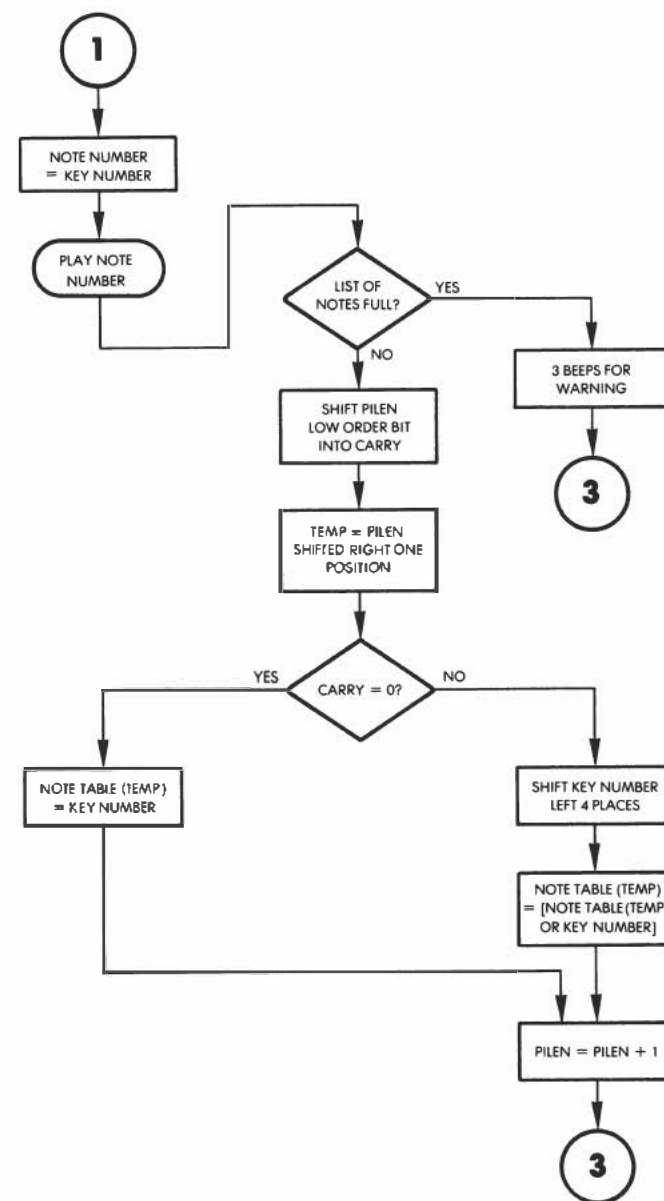 1
NOTE NUMBER
= KEY NUMBER
PLAY NOTE
NUMBER
LIST OF
NOTES FULL?
YES
NO
3 BEEPS FOR
WARNING
3
SHIFT PILEN
LOW ORDER BIT
INTO CARRY
TEMP = PILEN
SHIFTED RIGHT ONE
POSITION
YES
CARRY = 0?
NO
NOTE TABLE (TEMP)
= KEY NUMBER
SHIFT KEY NUMBER
LEFT 4 PLACES
NOTE TABLE (TEMP)
= [NOTE TABLE (TEMP
OR KEY NUMBER]
PILEN = PILEN + 1
3